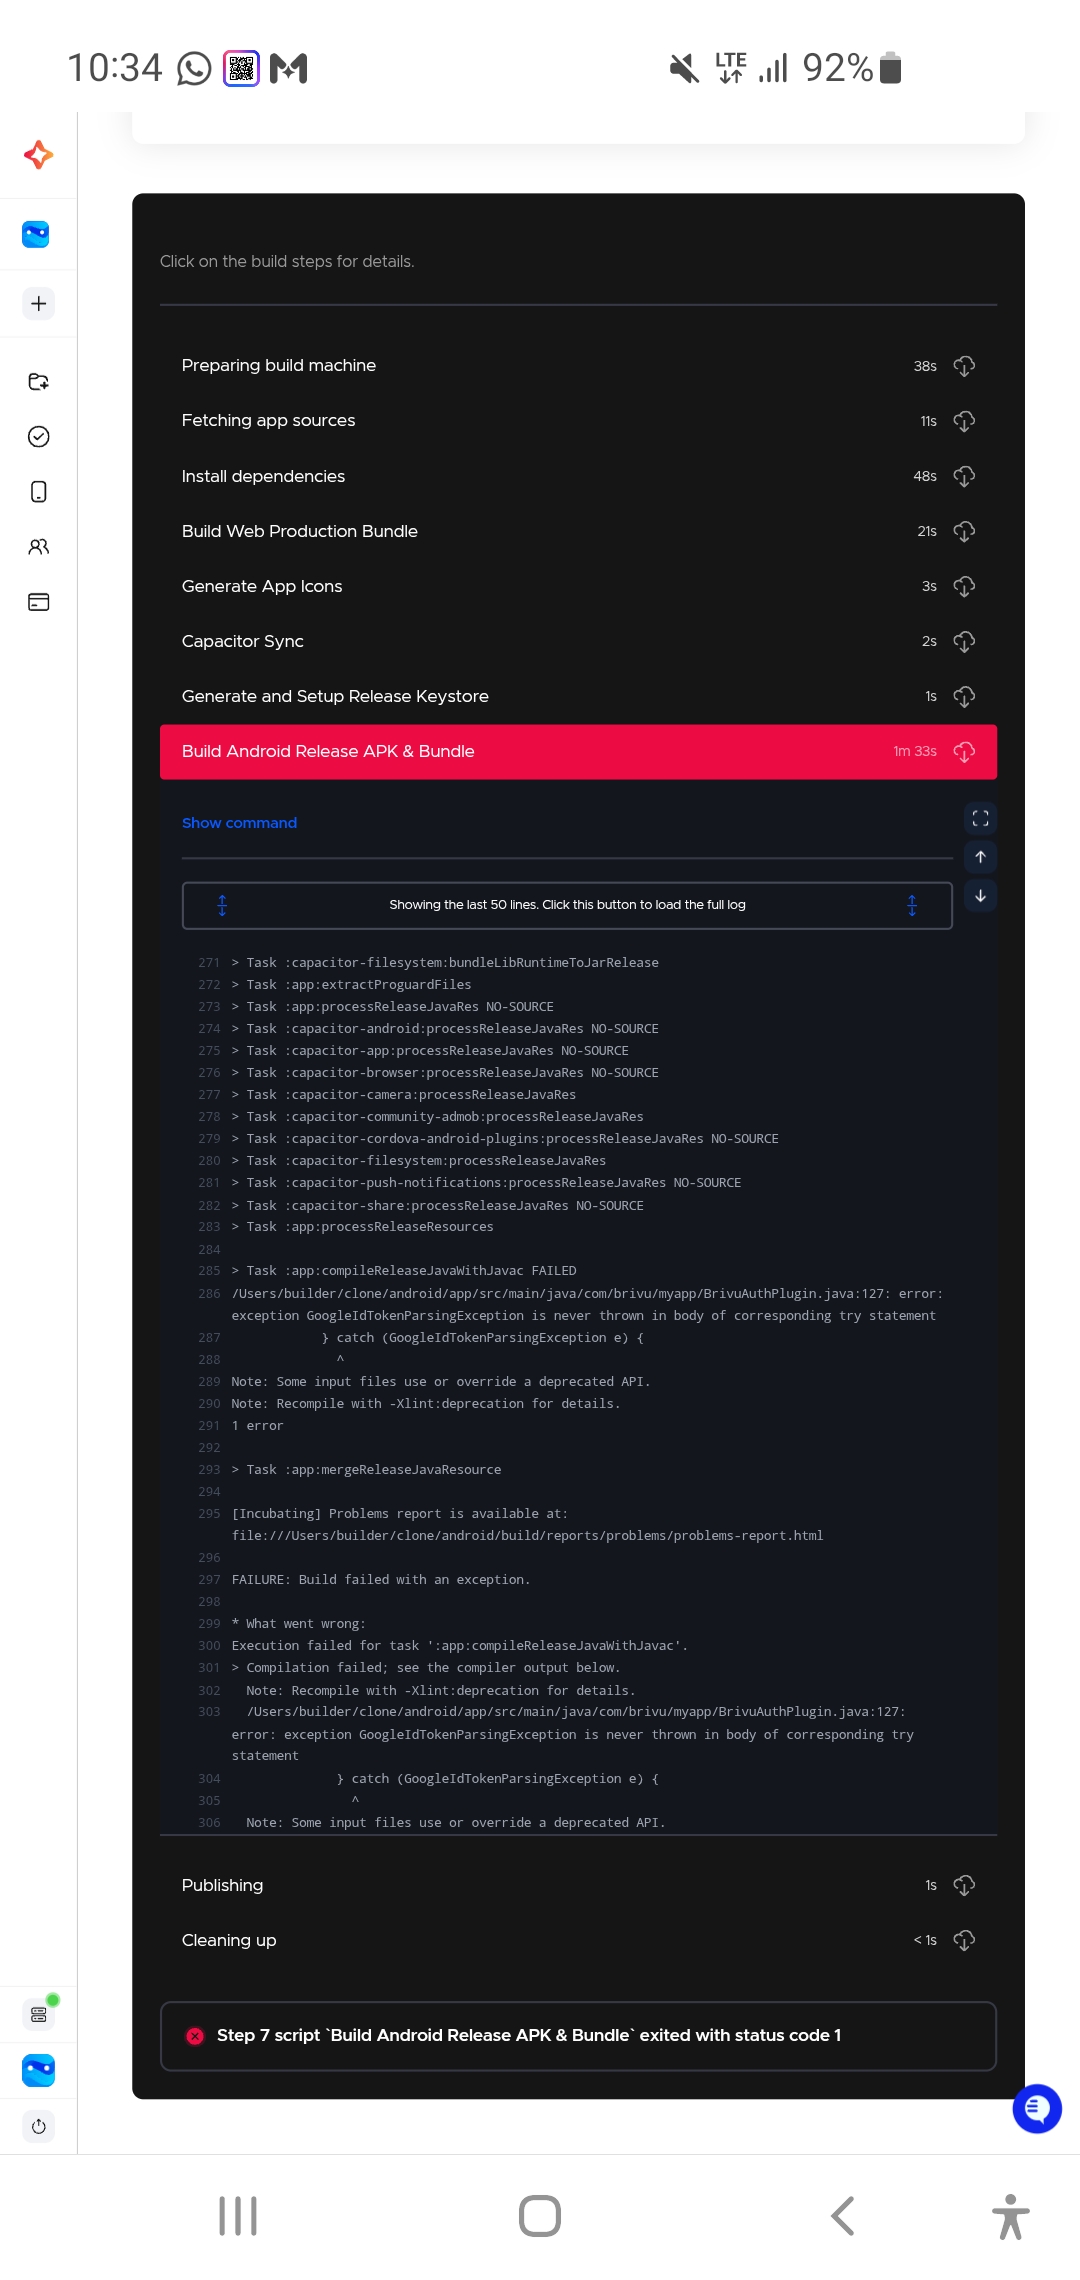 10:34
LTE
92%
Click on the build steps for details.
Preparing build machine 38s
Fetching app sources 11s
Install dependencies 48s
Build Web Production Bundle 21s
Generate App Icons 3s
Capacitor Sync 2s
Generate and Setup Release Keystore 1s
Build Android Release APK & Bundle 1m 33s
Show command
Showing the last 50 lines. Click this button to load the full log
271 > Task :capacitor-filesystem:bundleLibRuntimeToJarRelease
272 > Task :app:extractProguardFiles
273 > Task :app:processReleaseJavaRes NO-SOURCE
274 > Task :capacitor-android:processReleaseJavaRes NO-SOURCE
275 > Task :capacitor-app:processReleaseJavaRes NO-SOURCE
276 > Task :capacitor-browser:processReleaseJavaRes NO-SOURCE
277 > Task :capacitor-camera:processReleaseJavaRes
278 > Task :capacitor-community-admob:processReleaseJavaRes
279 > Task :capacitor-cordova-android-plugins:processReleaseJavaRes NO-SOURCE
280 > Task :capacitor-filesystem:processReleaseJavaRes
281 > Task :capacitor-push-notifications:processReleaseJavaRes NO-SOURCE
282 > Task :capacitor-share:processReleaseJavaRes NO-SOURCE
283 > Task :app:processReleaseResources
284
285 > Task :app:compileReleaseJavaWithJavac FAILED
286 /Users/builder/clone/android/app/src/main/java/com/brivu/myapp/BrivuAuthPlugin.java:127: error:
exception GoogleIdTokenParsingException is never thrown in body of corresponding try statement
287 } catch (GoogleIdTokenParsingException e) {
288 ^
289 Note: Some input files use or override a deprecated API.
290 Note: Recompile with -Xlint:deprecation for details.
291 1 error
292
293 > Task :app:mergeReleaseJavaResource
294
295 [Incubating] Problems report is available at:
file:///Users/builder/clone/android/build/reports/problems/problems-report.html
296
297 FAILURE: Build failed with an exception.
298
299 * What went wrong:
300 Execution failed for task ':app:compileReleaseJavaWithJavac'.
301 > Compilation failed; see the compiler output below.
302 Note: Recompile with -Xlint:deprecation for details.
303 /Users/builder/clone/android/app/src/main/java/com/brivu/myapp/BrivuAuthPlugin.java:127:
error: exception GoogleIdTokenParsingException is never thrown in body of corresponding try
statement
304 } catch (GoogleIdTokenParsingException e) {
305 ^
306 Note: Some input files use or override a deprecated API.
Publishing 1s
Cleaning up < 1s
Step 7 script `Build Android Release APK & Bundle` exited with status code 1